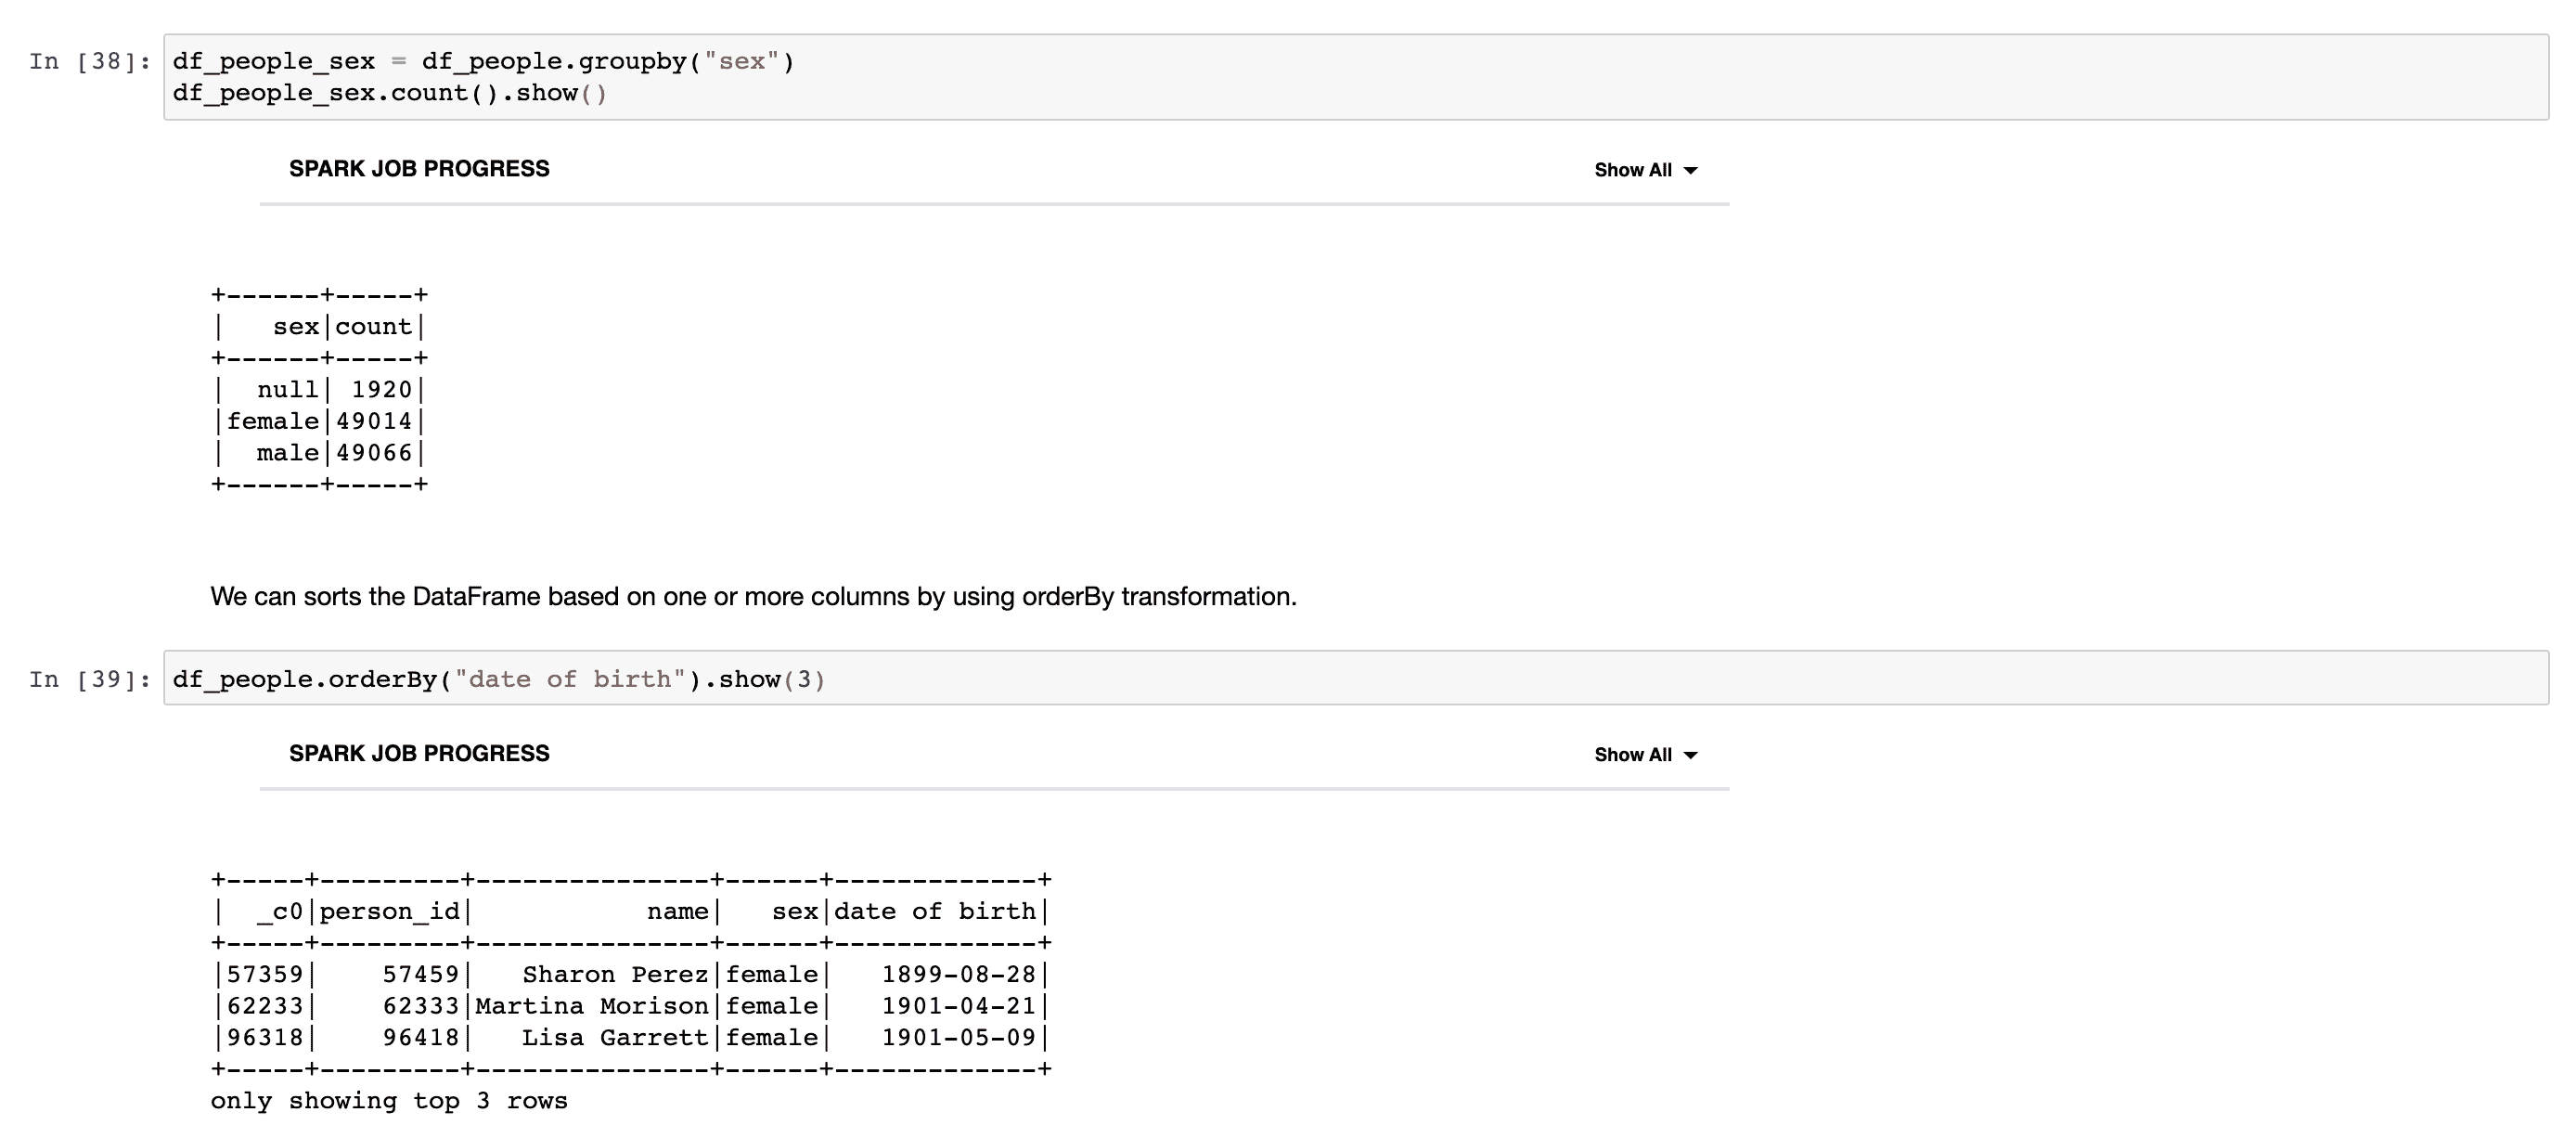 In [38]: df_people_sex = df_people.groupby("sex")
df_people_sex.count().show()
SPARK JOB PROGRESS Show All
+------+-----+
|   sex|count|
+------+-----+
|  null| 1920|
|female|49014|
|  male|49066|
+------+-----+
We can sorts the DataFrame based on one or more columns by using orderBy transformation.
In [39]: df_people.orderBy("date of birth").show(3)
SPARK JOB PROGRESS Show All
+-----+---------+---------------+------+-------------+
|  _c0|person_id|           name|   sex|date of birth|
+-----+---------+---------------+------+-------------+
|57359|    57459|   Sharon Perez|female|   1899-08-28|
|62233|    62333|Martina Morison|female|   1901-04-21|
|96318|    96418|   Lisa Garrett|female|   1901-05-09|
+-----+---------+---------------+------+-------------+
only showing top 3 rows